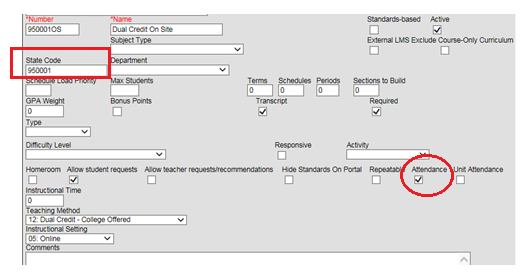 *Number *Name Standards-based Active
950001OS Dual Credit On Site
Subject Type External LMS Exclude Course-Only Curriculum
State Code Department
950001
Schedule Load Priority Max Students Terms Schedules Periods Sections to Build
0 0 0 0
GPA Weight Bonus Points Transcript Required
0
Type
Difficulty Level Responsive Activity
Homeroom Allow student requests Allow teacher requests/recommendations Hide Standards On Portal Repeatable Attendance Unit Attendance
Instructional Time
0
Teaching Method
12: Dual Credit - College Offered
Instructional Setting
05: Online
Comments